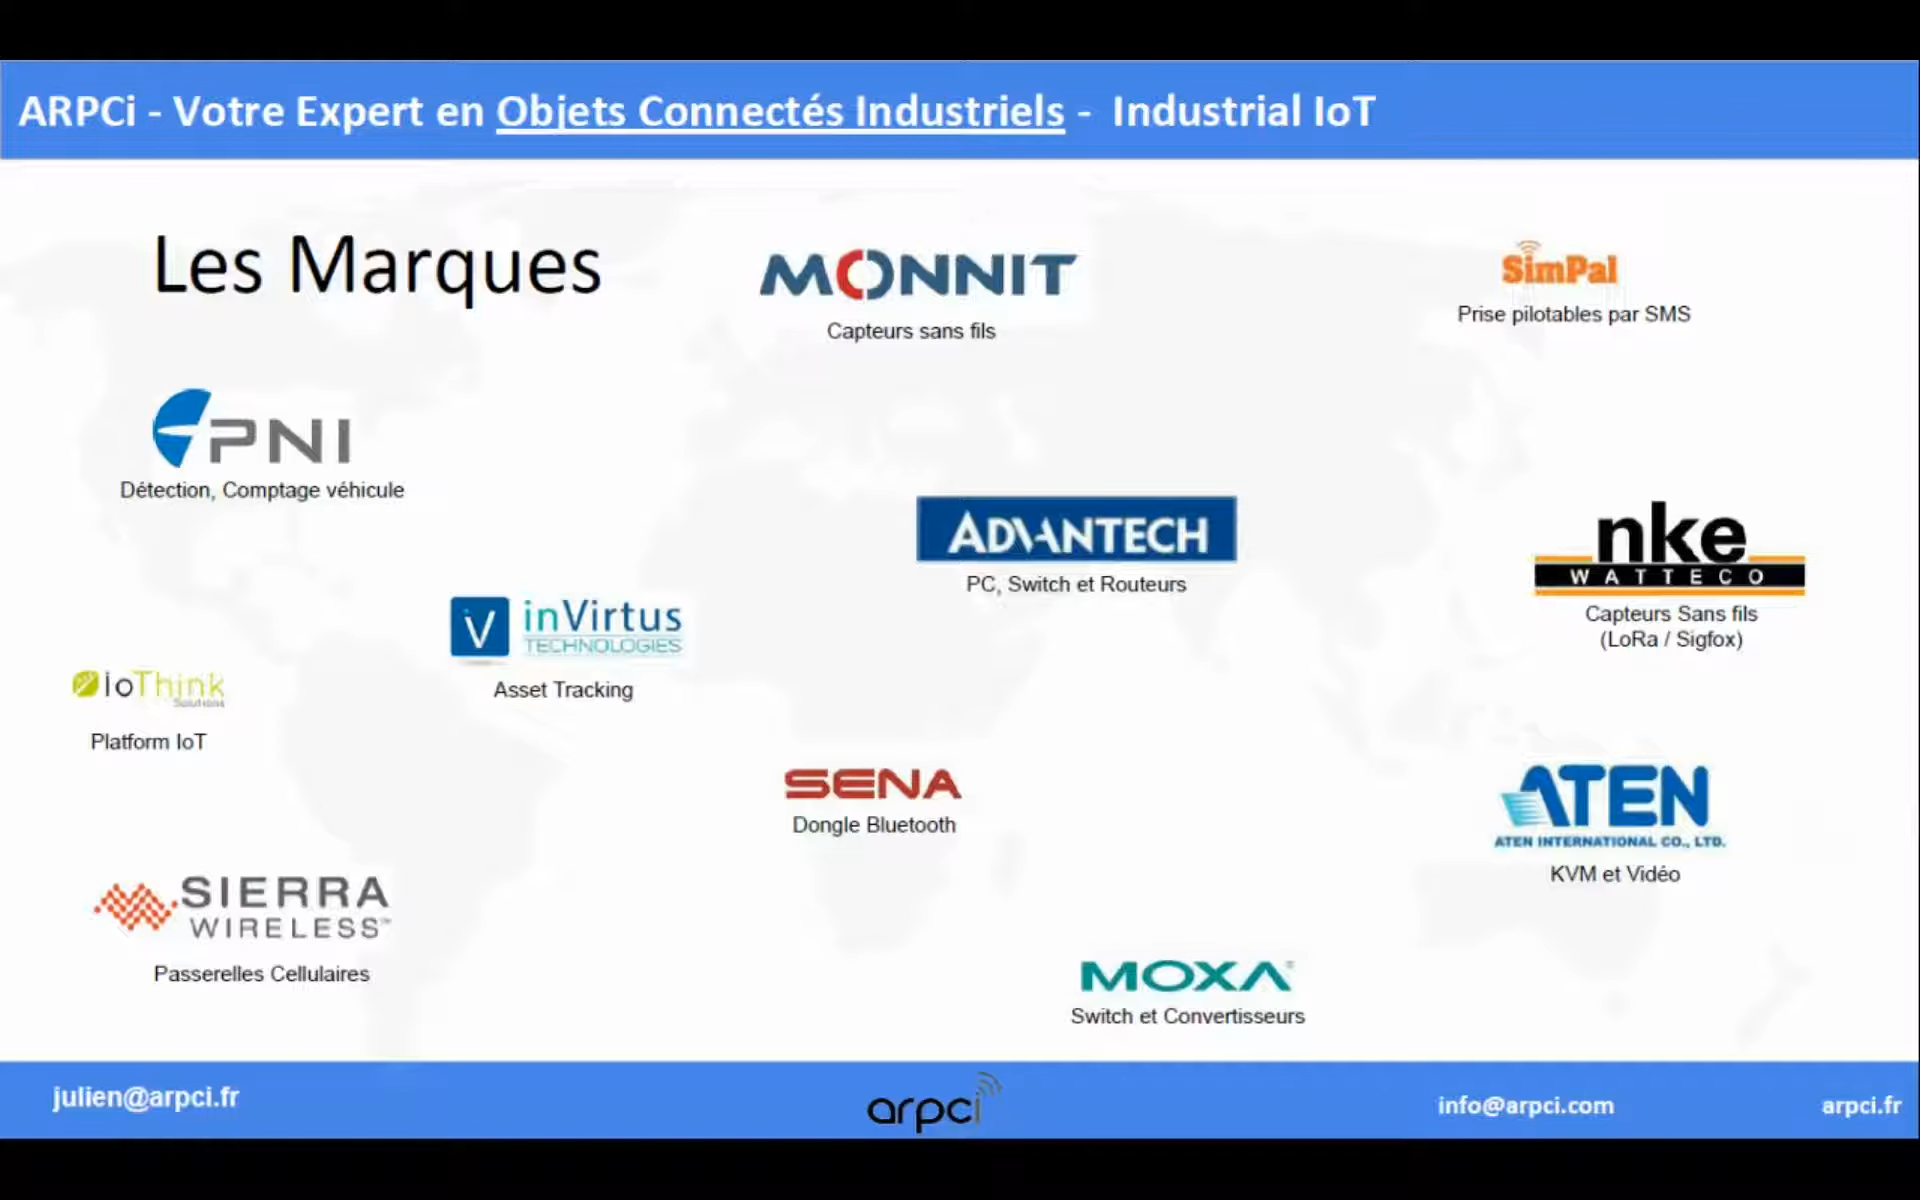 ARPCi - Votre Expert en Objets Connectés Industriels - Industrial IoT
Les Marques
MONNIT
Capteurs sans fils
SimPal
Prise pilotables par SMS
PNI
Détection, Comptage véhicule
ADVANTECH
PC, Switch et Routeurs
nke
WATTECO
Capteurs Sans fils
(LoRa / Sigfox)
iV inVirtus
TECHNOLOGIES
Asset Tracking
ioThink
Solutions
Platform IoT
SENA
Dongle Bluetooth
ATEN
ATEN INTERNATIONAL CO., LTD.
KVM et Vidéo
SIERRA
WIRELESS™
Passerelles Cellulaires
MOXA®
Switch et Convertisseurs
julien@arpci.fr
arpci
info@arpci.com
arpci.fr